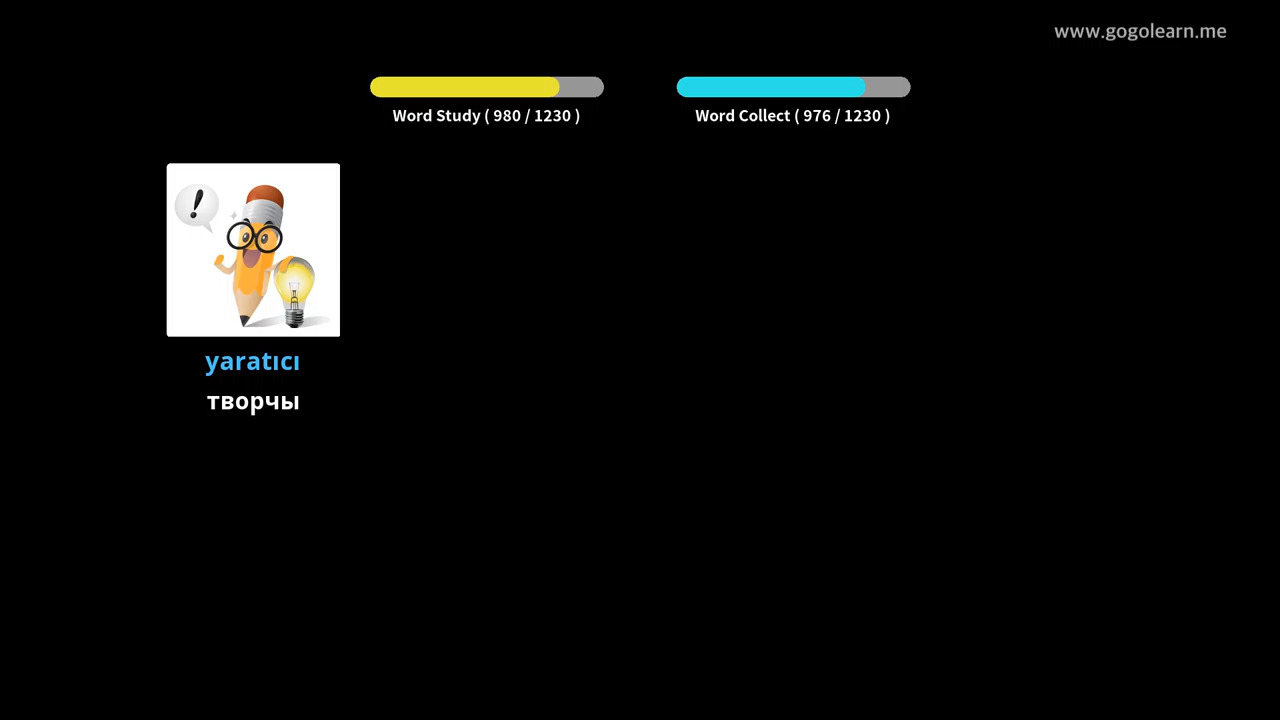 www.gogolearn.me
Word Study ( 980 / 1230 )
Word Collect ( 976 / 1230 )
!
yaratıcı
творчы